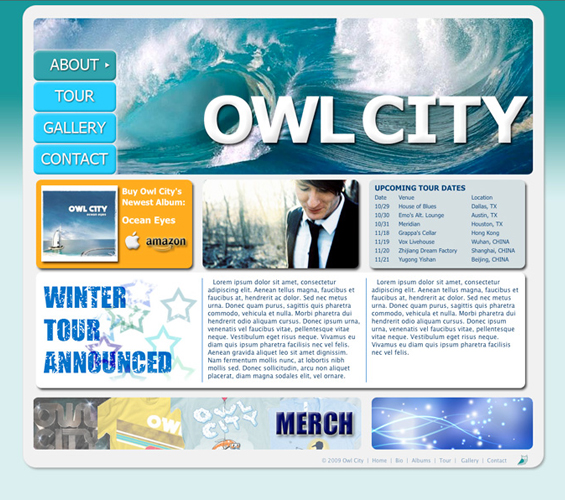 ABOUT
TOUR
GALLERY
CONTACT
OWL CITY
OWL CITY
Buy Owl City's
Newest Album:
Ocean Eyes
amazon
UPCOMING TOUR DATES
Date Venue Location
10/29 House of Blues Dallas, TX
10/30 Emo's Alt. Lounge Austin, TX
10/31 Meridian Houston, TX
11/18 Grappa's Cellar Hong Kong
11/19 Vox Livehouse Wuhan, CHINA
11/20 Zhijiang Dream Factory Shanghai, CHINA
11/21 Yugong Yishan Beijing, CHINA
WINTER
TOUR
ANNOUNCED
Lorem ipsum dolor sit amet, consectetur
adipiscing elit. Aenean tellus magna, faucibus et
faucibus at, hendrerit ac dolor. Sed nec metus
urna. Donec quam purus, sagittis quis pharetra
commodo, vehicula et nulla. Morbi pharetra dui
hendrerit odio aliquam cursus. Donec ipsum urna,
venenatis vel faucibus vitae, pellentesque vitae
neque. Vestibulum eget risus neque. Vivamus eu
diam quis ipsum pharetra facilisis nec vel felis.
Aenean gravida aliquet leo sit amet dignissim.
Nam fermentum mollis nunc, at lobortis nisl
mollis sed. Donec sollicitudin, arcu non aliquet
placerat, diam magna sodales elit, vel ornare.
Lorem ipsum dolor sit amet, consectetur
adipiscing elit. Aenean tellus magna, faucibus et
faucibus at, hendrerit ac dolor. Sed nec metus
urna. Donec quam purus, sagittis quis pharetra
commodo, vehicula et nulla. Morbi pharetra dui
hendrerit odio aliquam cursus. Donec ipsum urna,
venenatis vel faucibus vitae, pellentesque vitae
neque. Vestibulum eget risus neque.
Vivamus eu diam quis ipsum pharetra facilisis
nec vel felis.
OWL
CITY
OWL
CITY
MERCH
© 2009 Owl City | Home | Bio | Albums | Tour | Gallery | Contact